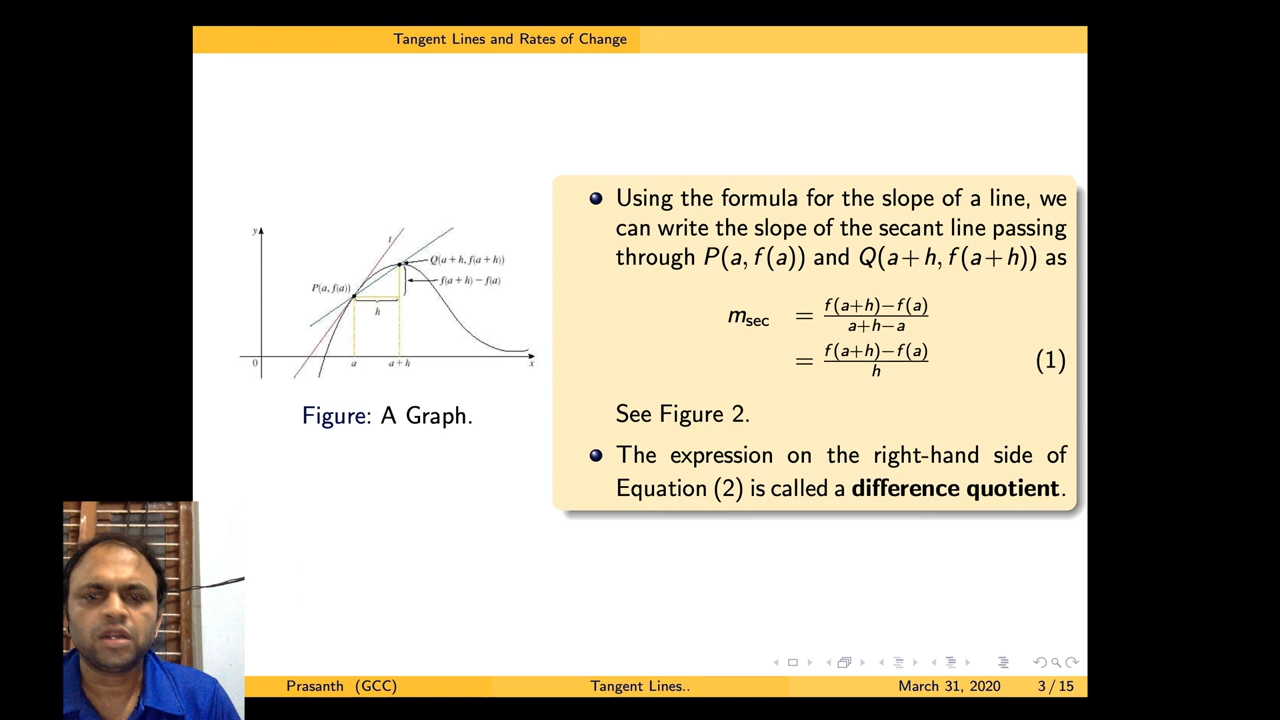 Tangent Lines and Rates of Change
y
t
Q(a + h, f(a + h))
P(a, f(a))
f(a + h) − f(a)
h
0
a
a + h
x
Figure: A Graph.
Using the formula for the slope of a line, we
can write the slope of the secant line passing
through P(a, f(a)) and Q(a + h, f(a + h)) as
m_sec = \frac{f(a+h)−f(a)}{a+h−a}
= \frac{f(a+h)−f(a)}{h} (1)
See Figure 2.
The expression on the right-hand side of
Equation (2) is called a difference quotient.
Prasanth (GCC) Tangent Lines.. March 31, 2020 3 / 15